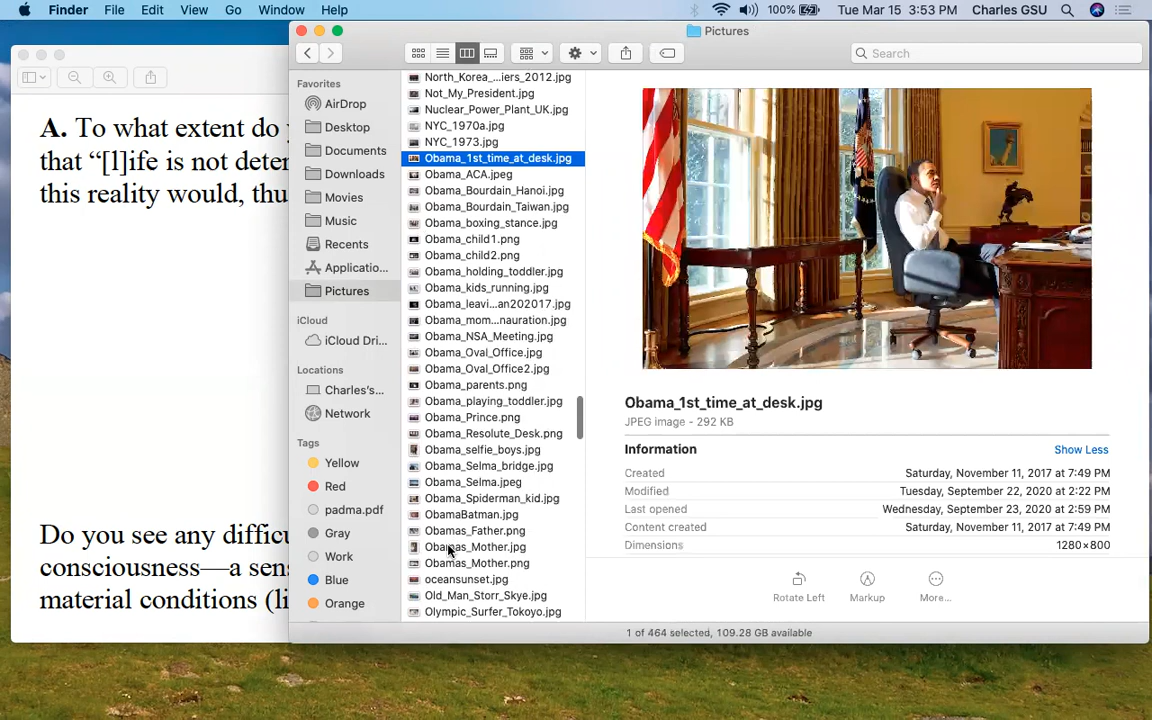 Finder File Edit View Go Window Help 100% Tue Mar 15 3:53 PM Charles GSU
Pictures
Search
A. To what extent do
that “[l]ife is not deter
this reality would, thu
Do you see any difficu
consciousness—a sens
material conditions (li
Favorites
AirDrop
Desktop
Documents
Downloads
Movies
Music
Recents
Applicatio...
Pictures
iCloud
iCloud Dri...
Locations
Charles's...
Network
Tags
Yellow
Red
padma.pdf
Gray
Work
Blue
Orange
North_Korea_...iers_2012.jpg
Not_My_President.jpg
Nuclear_Power_Plant_UK.jpg
NYC_1970a.jpg
NYC_1973.jpg
Obama_1st_time_at_desk.jpg
Obama_ACA.jpeg
Obama_Bourdain_Hanoi.jpg
Obama_Bourdain_Taiwan.jpg
Obama_boxing_stance.jpg
Obama_child1.png
Obama_child2.png
Obama_holding_toddler.jpg
Obama_kids_running.jpg
Obama_leavi...an202017.jpg
Obama_mom...nauration.jpg
Obama_NSA_Meeting.jpg
Obama_Oval_Office.jpg
Obama_Oval_Office2.jpg
Obama_parents.png
Obama_playing_toddler.jpg
Obama_Prince.png
Obama_Resolute_Desk.png
Obama_selfie_boys.jpg
Obama_Selma_bridge.jpg
Obama_Selma.jpeg
Obama_Spiderman_kid.jpg
ObamaBatman.jpg
Obamas_Father.png
Obamas_Mother.jpg
Obamas_Mother.png
oceansunset.jpg
Old_Man_Storr_Skye.jpg
Olympic_Surfer_Tokoyo.jpg
Obama_1st_time_at_desk.jpg
JPEG image - 292 KB
Information Show Less
Created Saturday, November 11, 2017 at 7:49 PM
Modified Tuesday, September 22, 2020 at 2:22 PM
Last opened Wednesday, September 23, 2020 at 2:59 PM
Content created Saturday, November 11, 2017 at 7:49 PM
Dimensions 1280×800
Rotate Left Markup More...
1 of 464 selected, 109.28 GB available